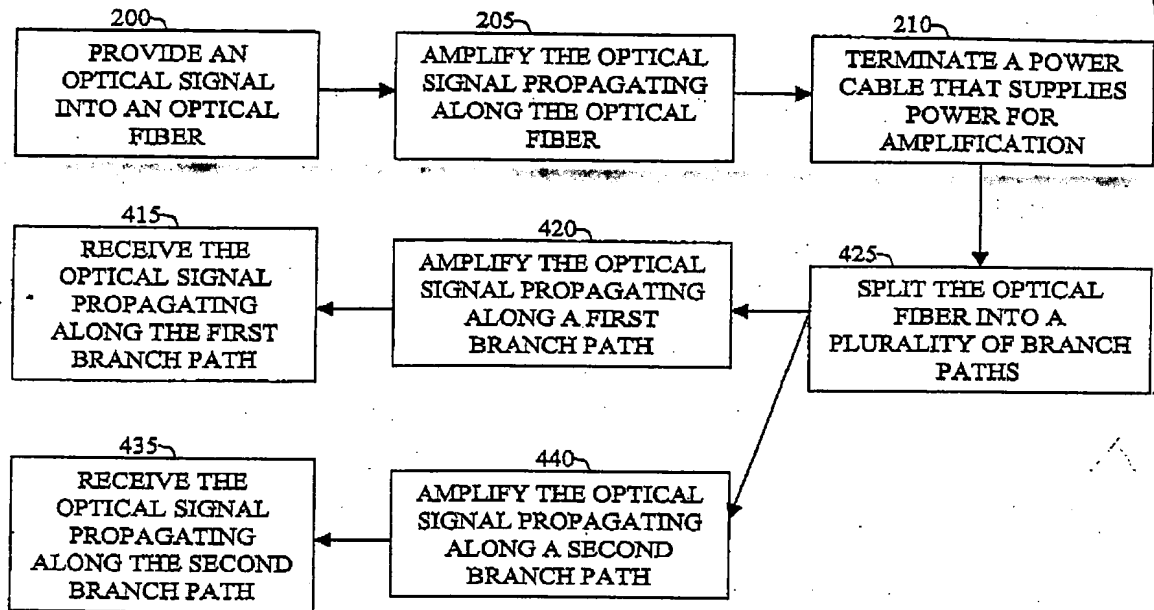 200
PROVIDE AN
OPTICAL SIGNAL
INTO AN OPTICAL
FIBER
205
AMPLIFY THE OPTICAL
SIGNAL PROPAGATING
ALONG THE OPTICAL
FIBER
210
TERMINATE A POWER
CABLE THAT SUPPLIES
POWER FOR
AMPLIFICATION
415
RECEIVE THE
OPTICAL SIGNAL
PROPAGATING
ALONG THE FIRST
BRANCH PATH
420
AMPLIFY THE OPTICAL
SIGNAL PROPAGATING
ALONG A FIRST
BRANCH PATH
425
SPLIT THE OPTICAL
FIBER INTO A
PLURALITY OF BRANCH
PATHS
435
RECEIVE THE
OPTICAL SIGNAL
PROPAGATING
ALONG THE SECOND
BRANCH PATH
440
AMPLIFY THE OPTICAL
SIGNAL PROPAGATING
ALONG A SECOND
BRANCH PATH